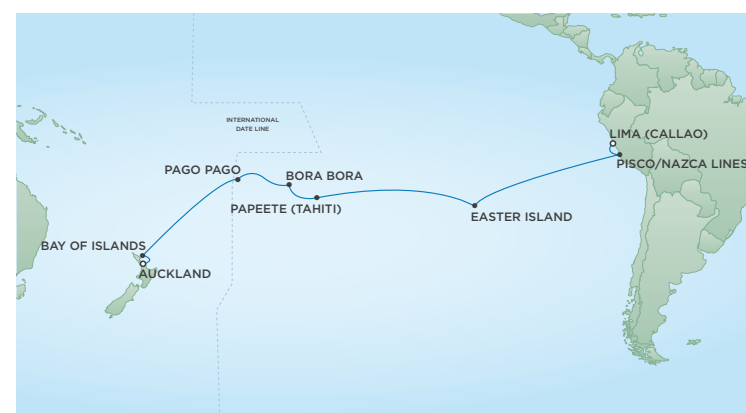 INTERNATIONAL
DATE LINE
LIMA (CALLAO)
PISCO/NAZCA LINES
PAGO PAGO
BORA BORA
PAPEETE (TAHITI)
EASTER ISLAND
BAY OF ISLANDS
AUCKLAND